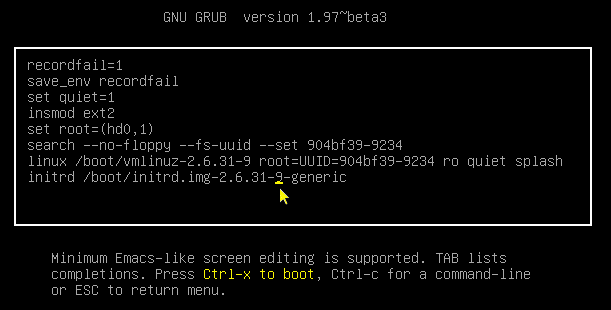 GNU GRUB  version 1.97~beta3
recordfail=1
save_env recordfail
set quiet=1
insmod ext2
set root=(hd0,1)
search --no-floppy --fs-uuid --set 904bf39-9234
linux /boot/vmlinuz-2.6.31-9 root=UUID=904bf39-9234 ro quiet splash
initrd /boot/initrd.img-2.6.31-9-generic
Minimum Emacs-like screen editing is supported. TAB lists
completions. Press Ctrl-x to boot, Ctrl-c for a command-line
or ESC to return menu.